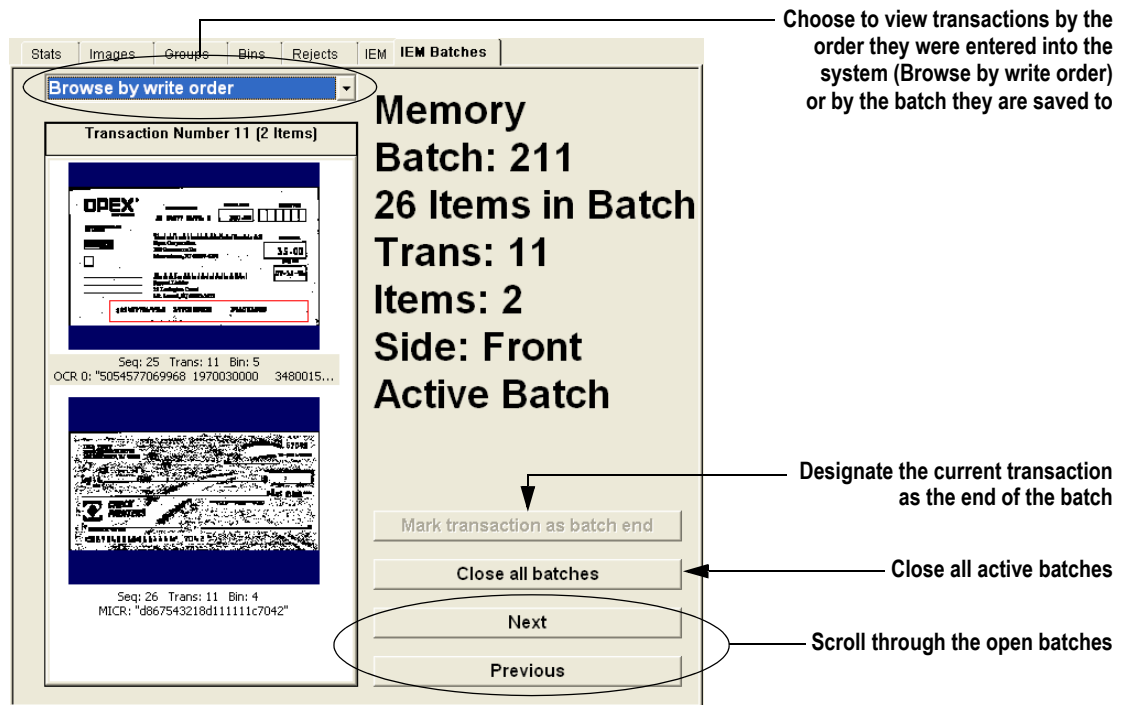 Choose to view transactions by the
order they were entered into the
system (Browse by write order)
or by the batch they are saved to
Stats Images Groups Bins Rejects IEM IEM Batches
Browse by write order
Transaction Number 11 (2 Items)
OPEX
35.00
Seq: 25 Trans: 11 Bin: 5
OCR 0: "5054577069968 1970030000 3480015...
Seq: 26 Trans: 11 Bin: 4
MICR: "d867543218d111111c7042"
Memory
Batch: 211
26 Items in Batch
Trans: 11
Items: 2
Side: Front
Active Batch
Designate the current transaction
as the end of the batch
Mark transaction as batch end
Close all batches
Close all active batches
Next
Scroll through the open batches
Previous